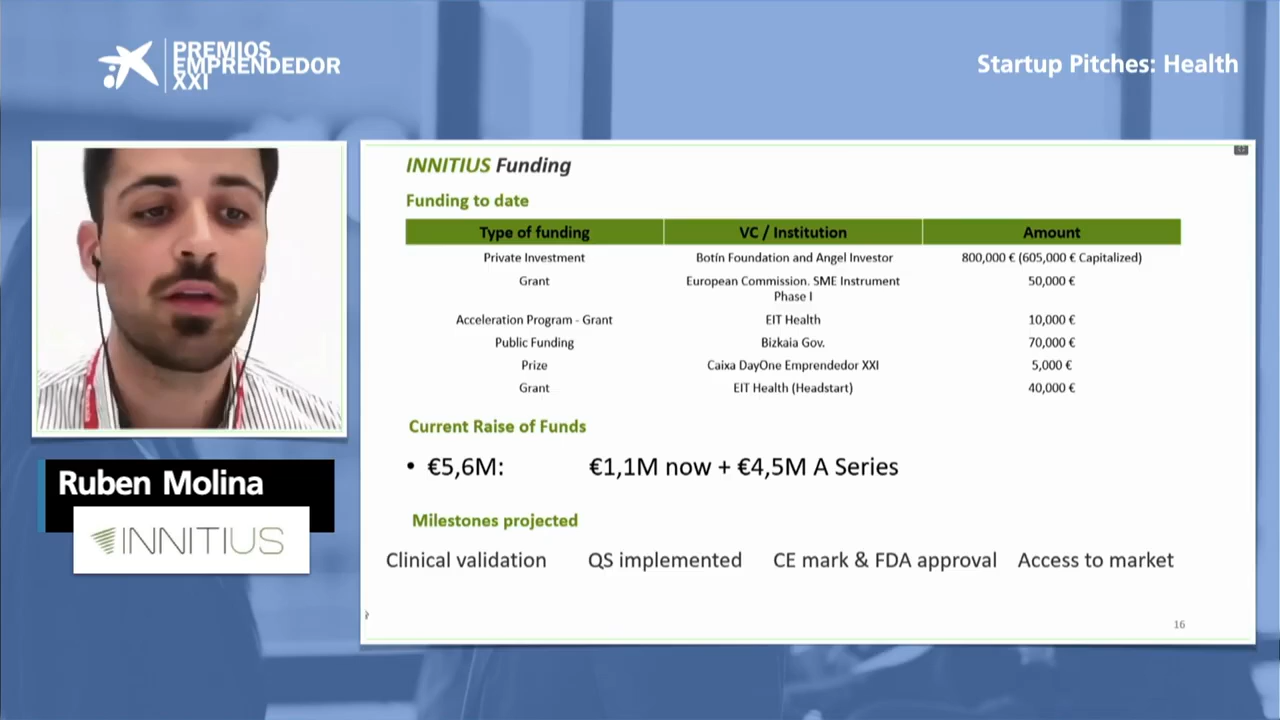 PREMIOS
EMPRENDEDOR
XXI
Startup Pitches: Health
INNITIUS Funding
Funding to date
Type of funding VC / Institution Amount
Private Investment Botín Foundation and Angel Investor 800,000 € (605,000 € Capitalized)
Grant European Commission. SME Instrument Phase I 50,000 €
Acceleration Program - Grant EIT Health 10,000 €
Public Funding Bizkaia Gov. 70,000 €
Prize Caixa DayOne Emprendedor XXI 5,000 €
Grant EIT Health (Headstart) 40,000 €
Current Raise of Funds
• €5,6M: €1,1M now + €4,5M A Series
Milestones projected
Clinical validation QS implemented CE mark & FDA approval Access to market
16
Ruben Molina
INNITIUS